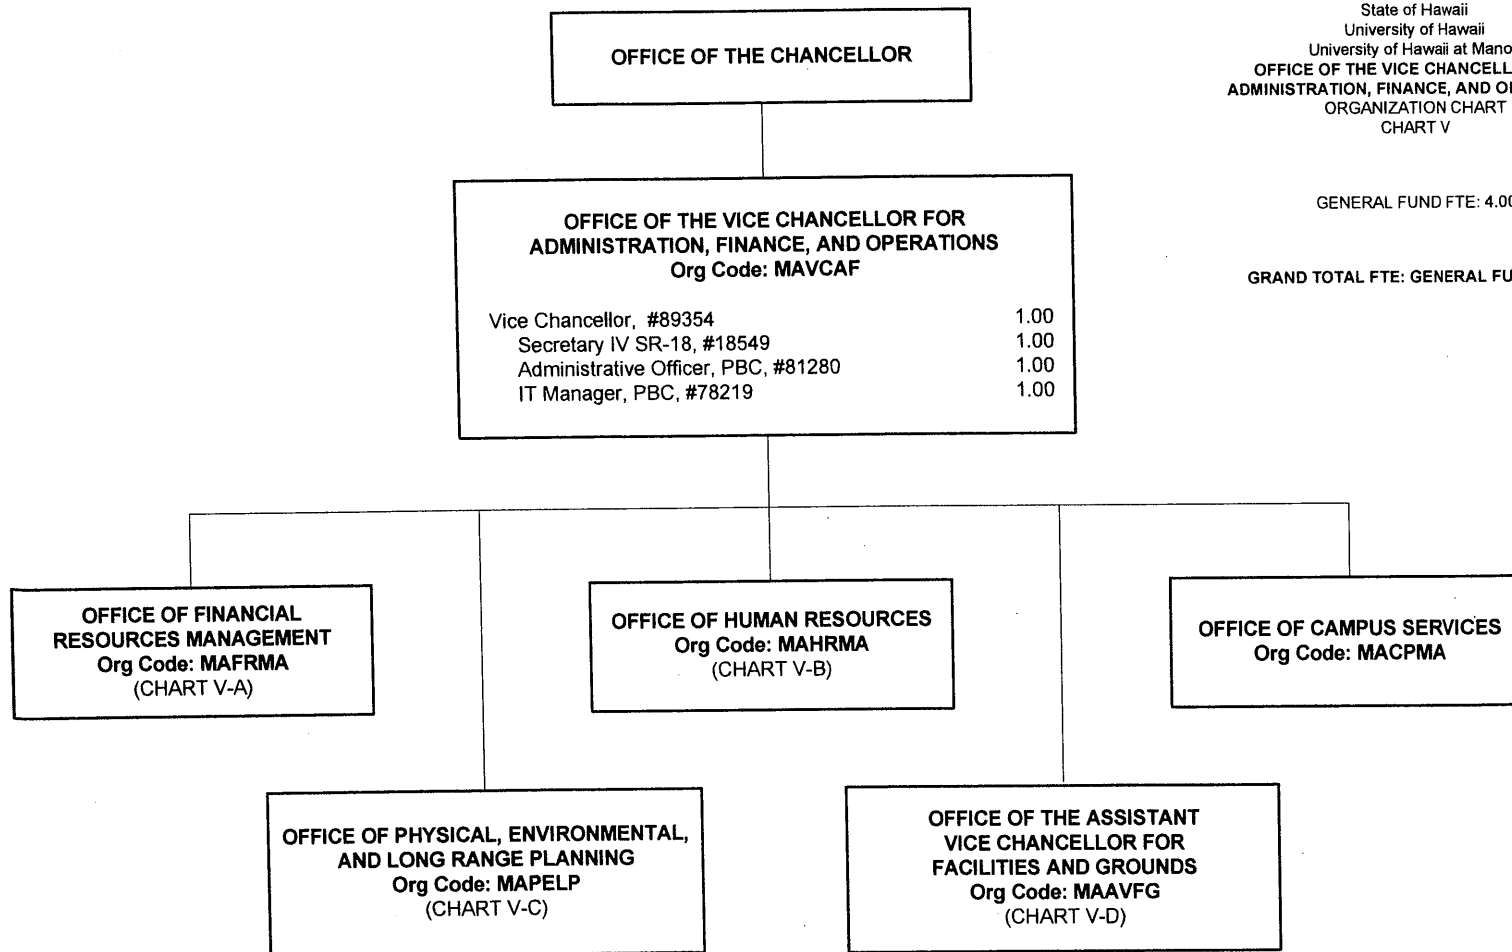 OFFICE OF THE CHANCELLOR
State of Hawaii
University of Hawaii
University of Hawaii at
OFFICE OF THE VICE
ADMINISTRATION, FINANCE, AND
ORGANIZATION CHART
CHART V
GENERAL FUND FTE: 4.00
GRAND TOTAL FTE: GENERAL
OFFICE OF THE VICE CHANCELLOR FOR
ADMINISTRATION, FINANCE, AND OPERATIONS
Org Code: MAVCAF
Vice Chancellor, #89354 1.00
Secretary IV SR-18, #18549 1.00
Administrative Officer, PBC, #81280 1.00
IT Manager, PBC, #78219 1.00
OFFICE OF FINANCIAL
RESOURCES MANAGEMENT
Org Code: MAFRMA
(CHART V-A)
OFFICE OF HUMAN RESOURCES
Org Code: MAHRMA
(CHART V-B)
OFFICE OF CAMPUS SERVICES
Org Code: MACPMA
OFFICE OF PHYSICAL, ENVIRONMENTAL,
AND LONG RANGE PLANNING
Org Code: MAPELP
(CHART V-C)
OFFICE OF THE ASSISTANT
VICE CHANCELLOR FOR
FACILITIES AND GROUNDS
Org Code: MAAVFG
(CHART V-D)